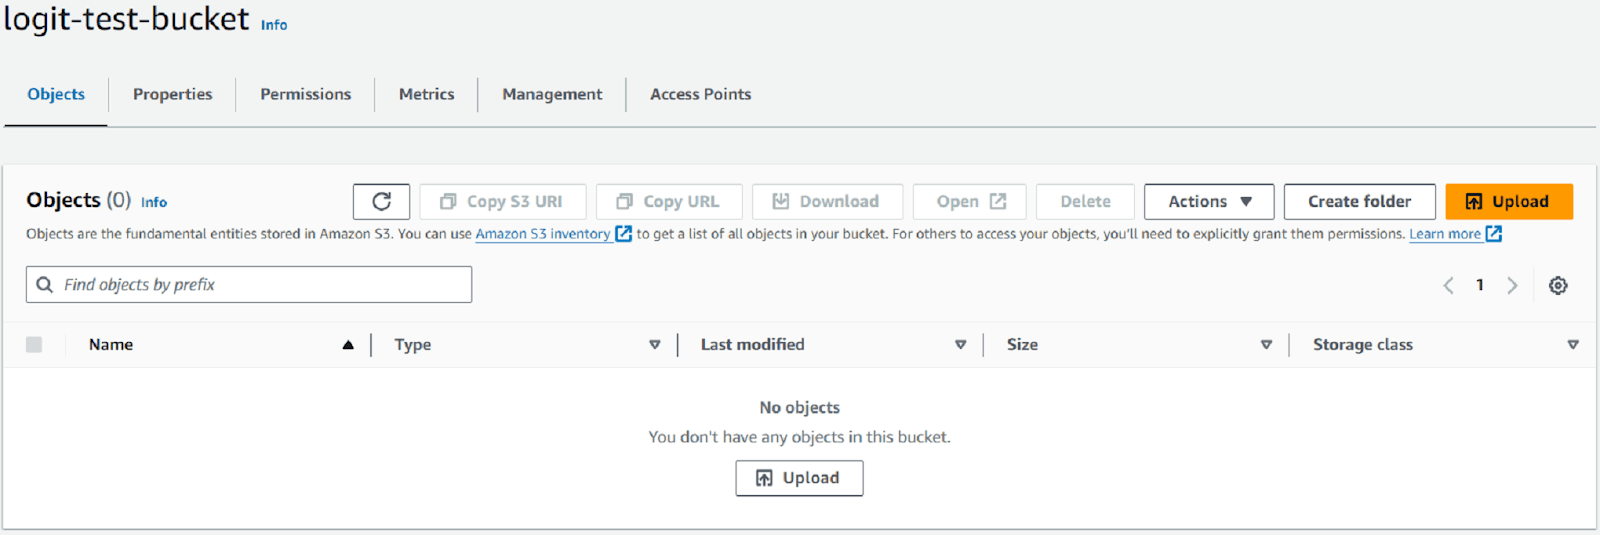 logit-test-bucket Info
Objects Properties Permissions Metrics Management Access Points
Objects (0) Info Copy S3 URI Copy URL Download Open Delete Actions Create folder Upload
Objects are the fundamental entities stored in Amazon S3. You can use Amazon S3 inventory to get a list of all objects in your bucket. For others to access your objects, you'll need to explicitly grant them permissions. Learn more
Find objects by prefix 1
Name Type Last modified Size Storage class
No objects
You don't have any objects in this bucket.
Upload